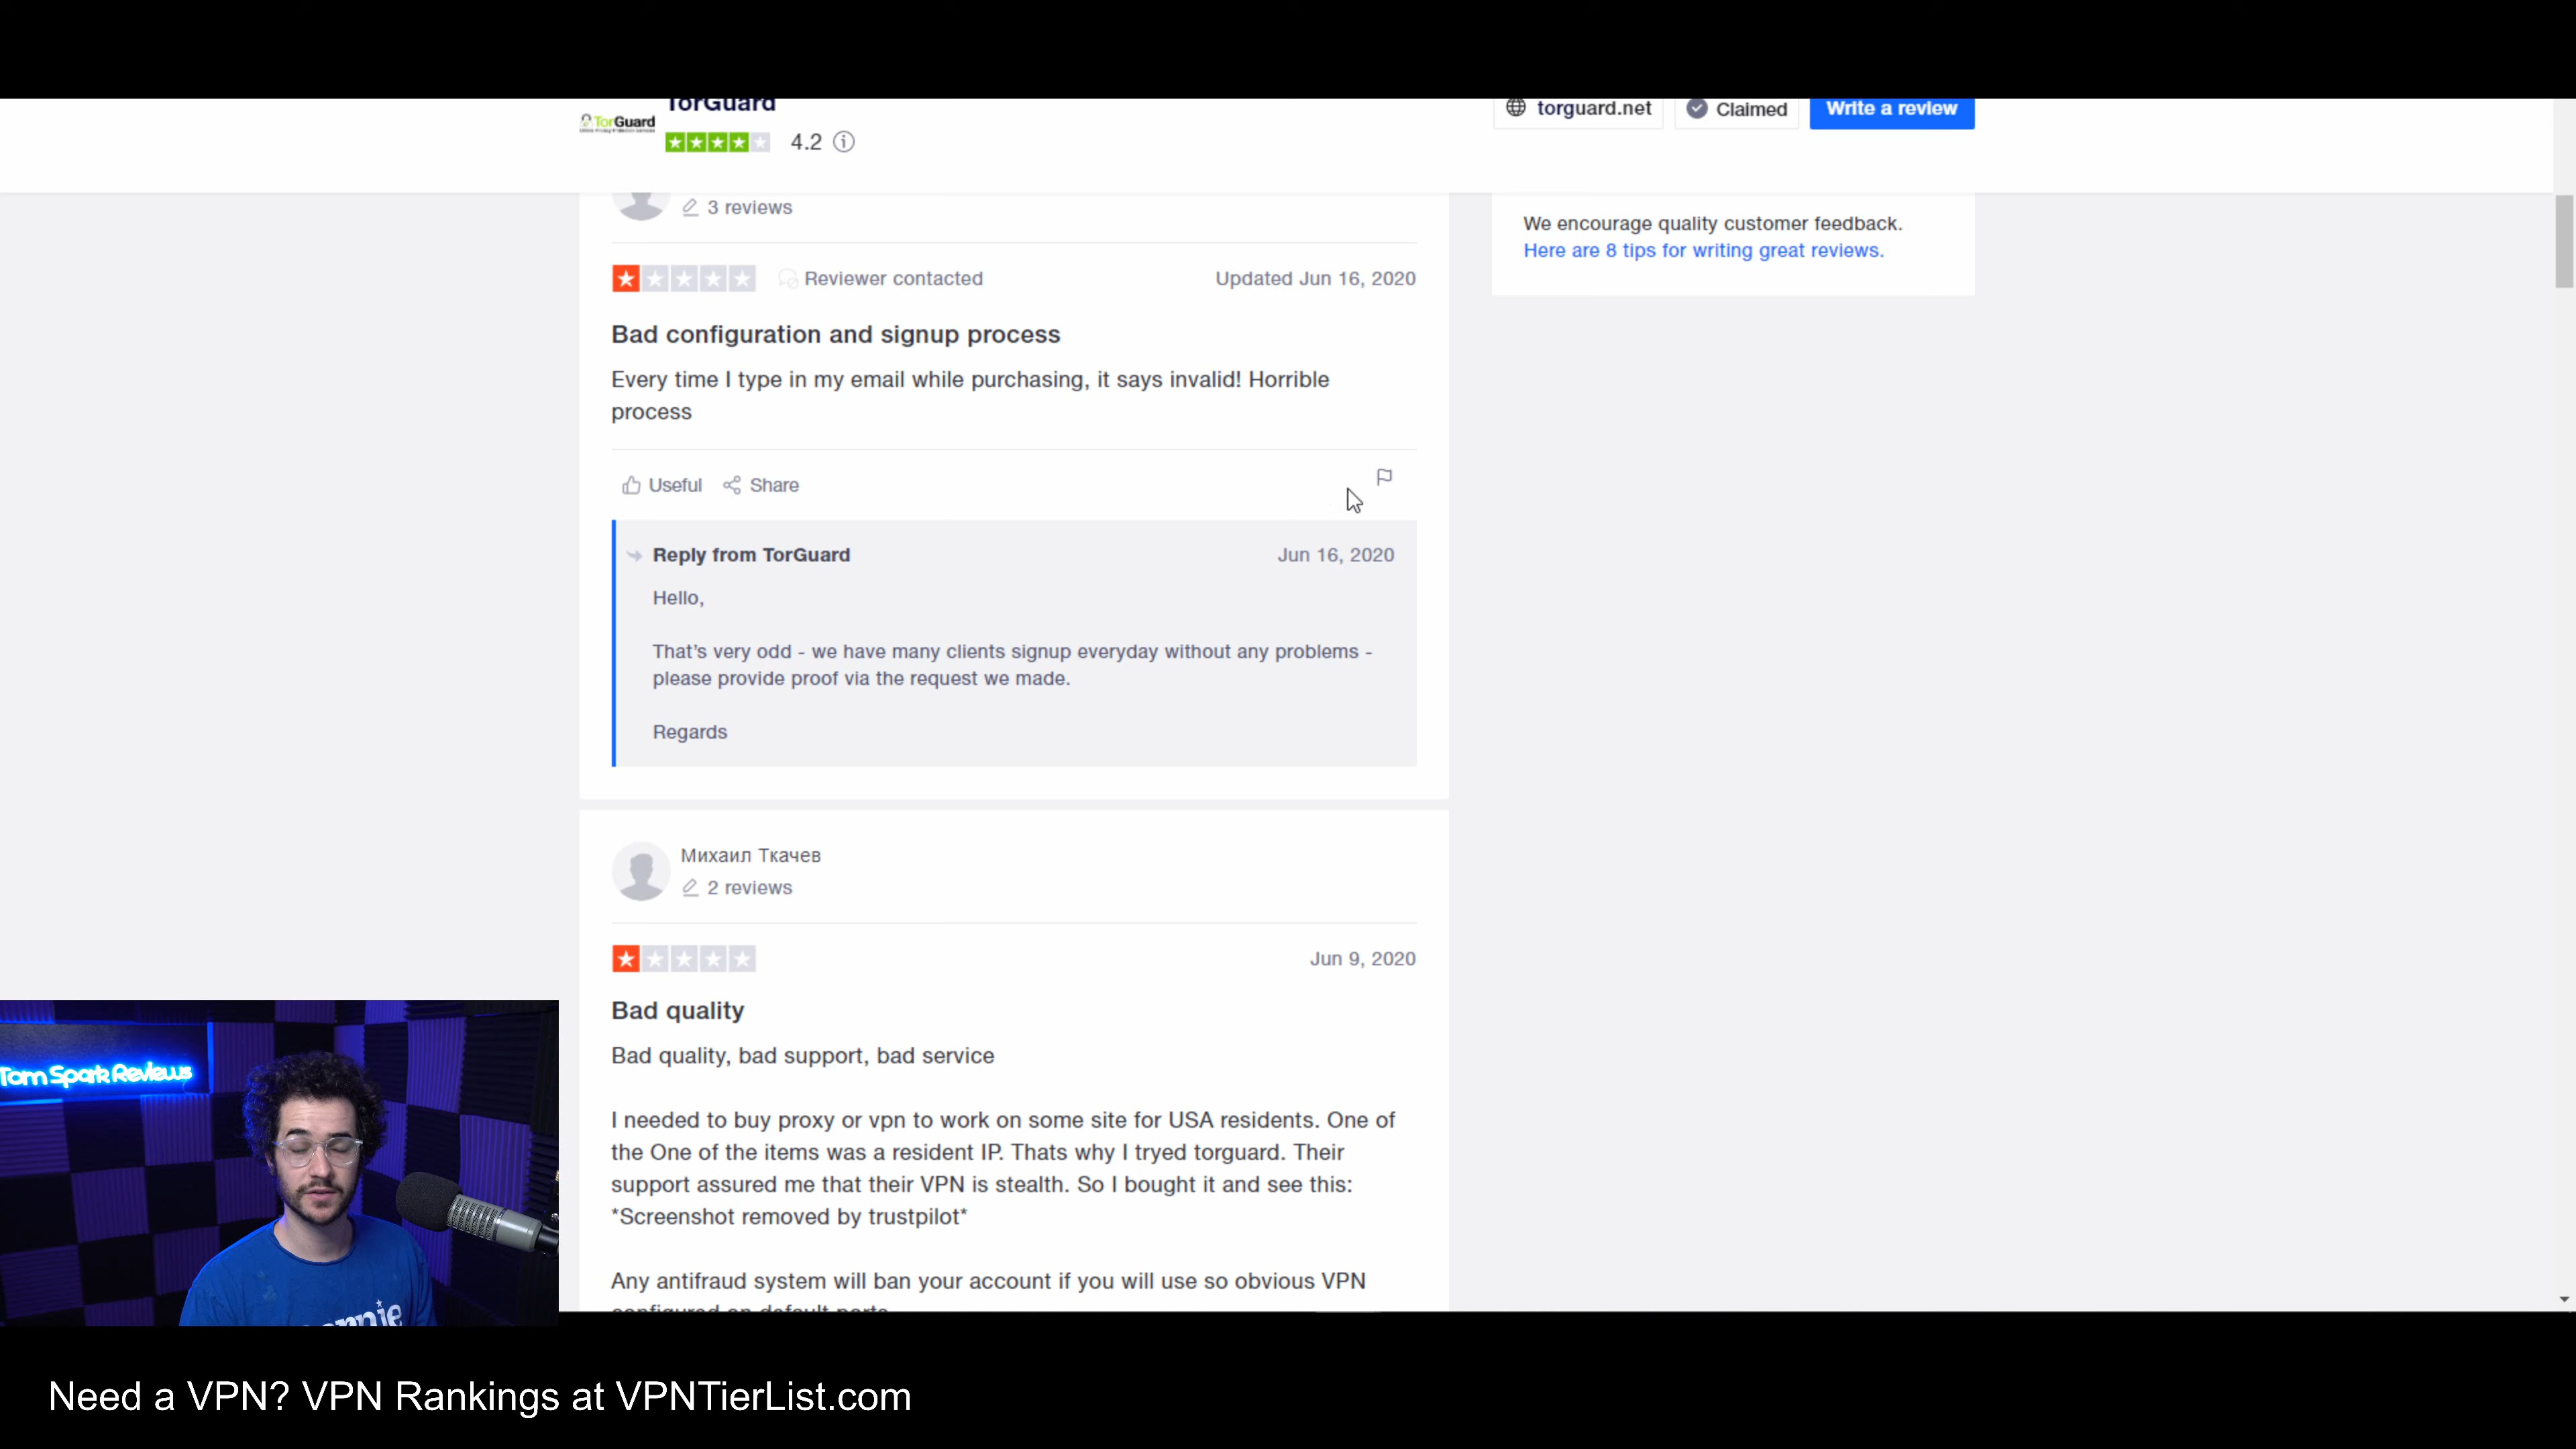 TorGuard
TorGuard
4.2
torguard.net
Claimed
Write a review
3 reviews
We encourage quality customer feedback.
Here are 8 tips for writing great reviews.
Reviewer contacted
Updated Jun 16, 2020
Bad configuration and signup process
Every time I type in my email while purchasing, it says invalid! Horrible
process
Useful
Share
Reply from TorGuard
Jun 16, 2020
Hello,
That's very odd - we have many clients signup everyday without any problems -
please provide proof via the request we made.
Regards
Михаил Ткачев
2 reviews
Jun 9, 2020
Bad quality
Bad quality, bad support, bad service
I needed to buy proxy or vpn to work on some site for USA residents. One of
the One of the items was a resident IP. Thats why I tryed torguard. Their
support assured me that their VPN is stealth. So I bought it and see this:
*Screenshot removed by trustpilot*
Any antifraud system will ban your account if you will use so obvious VPN
configured on default ports
Tom Spark Reviews
Need a VPN? VPN Rankings at VPNTierList.com